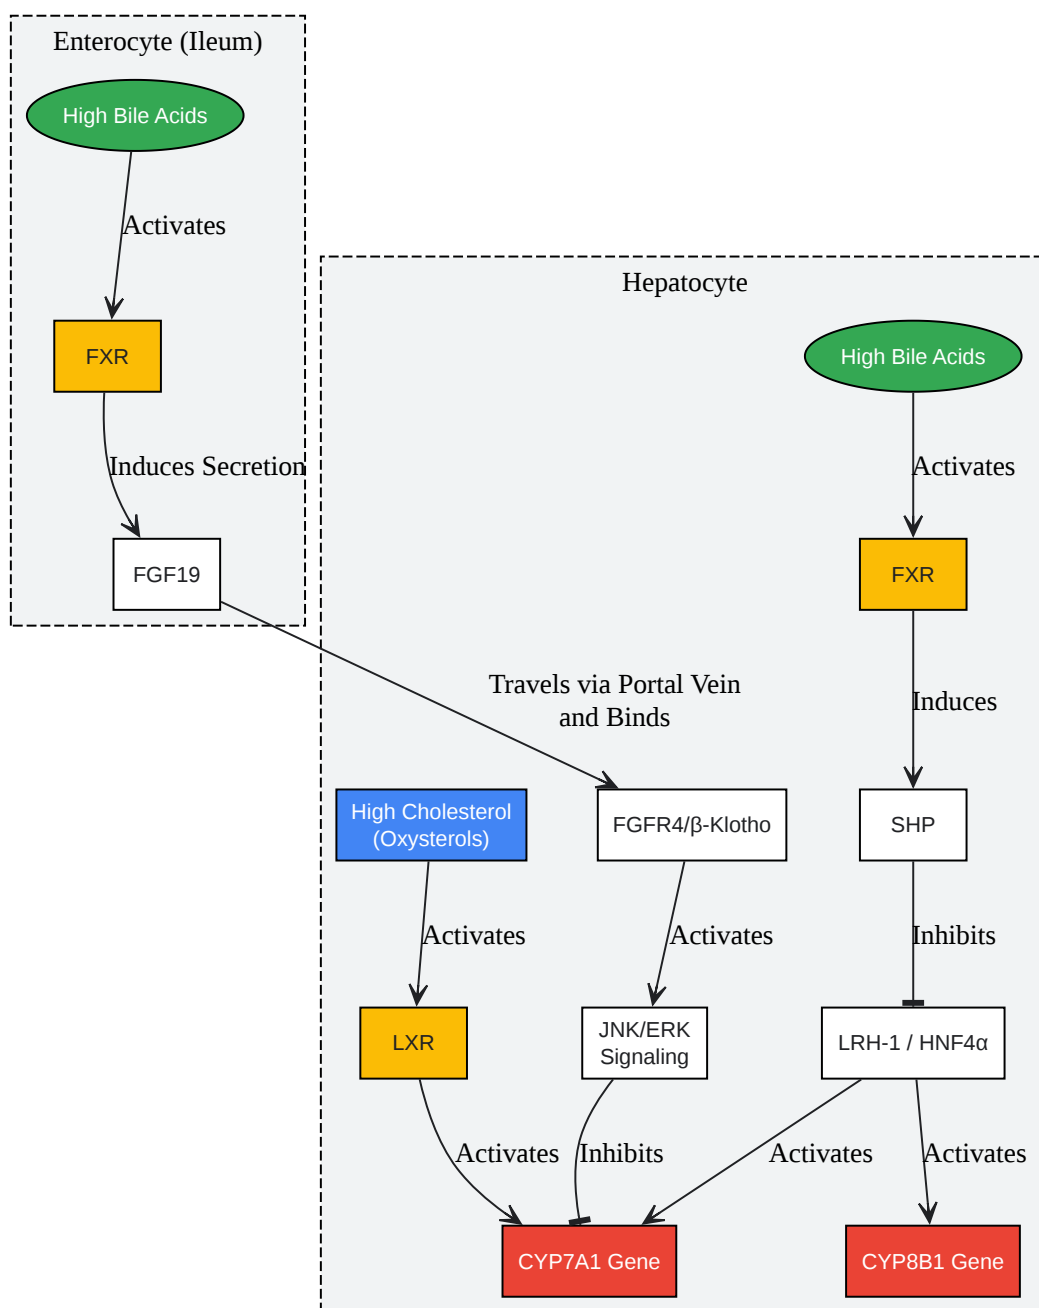 Enterocyte (Ileum)
High Bile Acids
Activates
FXR
Induces Secretion
FGF19
Hepatocyte
High Bile Acids
Activates
FXR
Travels via Portal Vein
and Binds
Induces
High Cholesterol
(Oxysterols)
FGFR4/β-Klotho
SHP
Activates
Activates
Inhibits
LXR
JNK/ERK
Signaling
LRH-1 / HNF4α
Activates
Inhibits
Activates
Activates
CYP7A1 Gene
CYP8B1 Gene